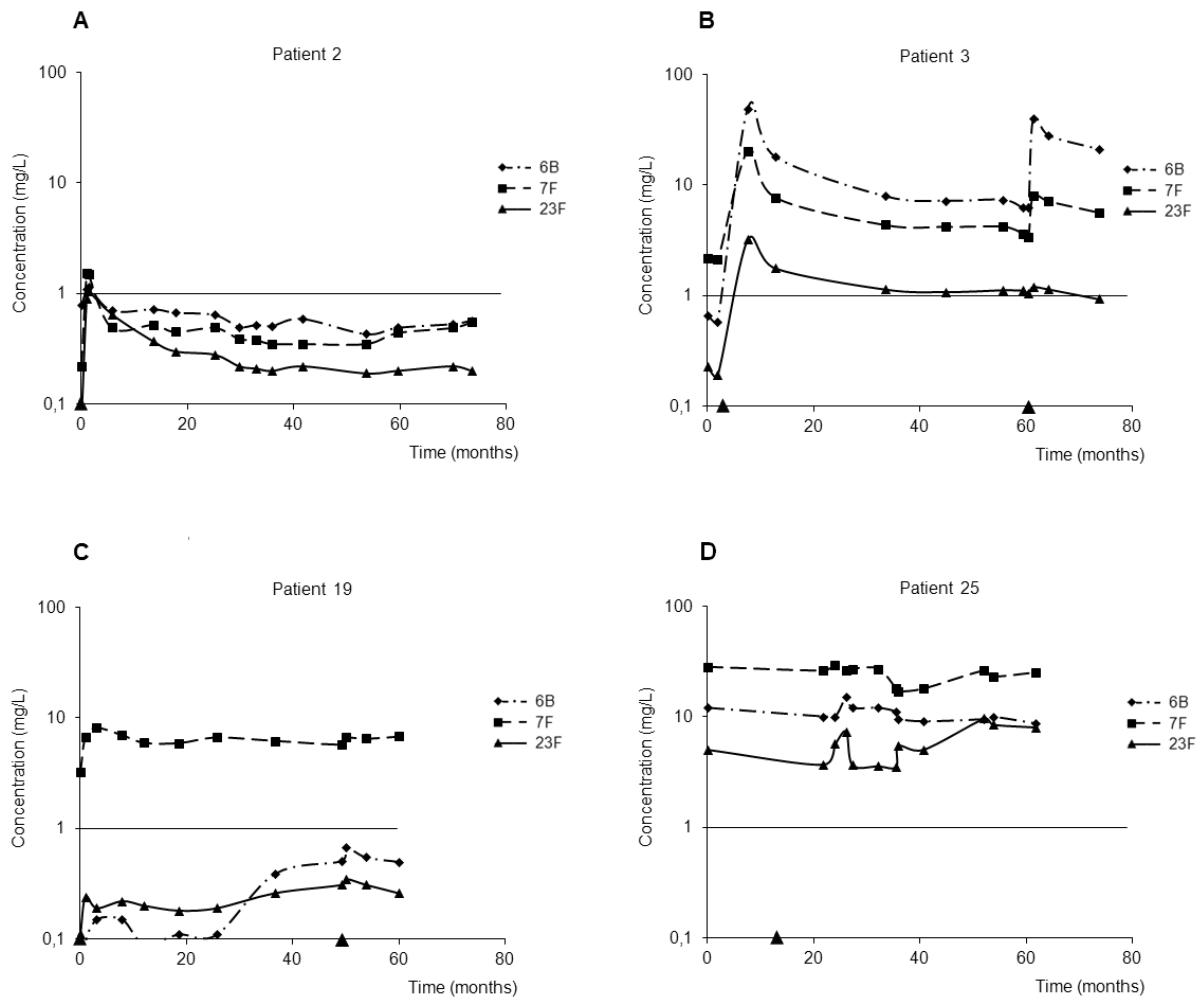 A
Patient 2
100
10
1
0,1
0
20
40
60
80
Concentration (mg/L)
Time (months)
6B
7F
23F
B
Patient 3
100
10
1
0,1
0
20
40
60
80
Concentration (mg/L)
Time (months)
6B
7F
23F
C
Patient 19
100
10
1
0,1
0
20
40
60
80
Concentration (mg/L)
Time (months)
6B
7F
23F
D
Patient 25
100
10
1
0,1
0
20
40
60
80
Concentration (mg/L)
Time (months)
6B
7F
23F